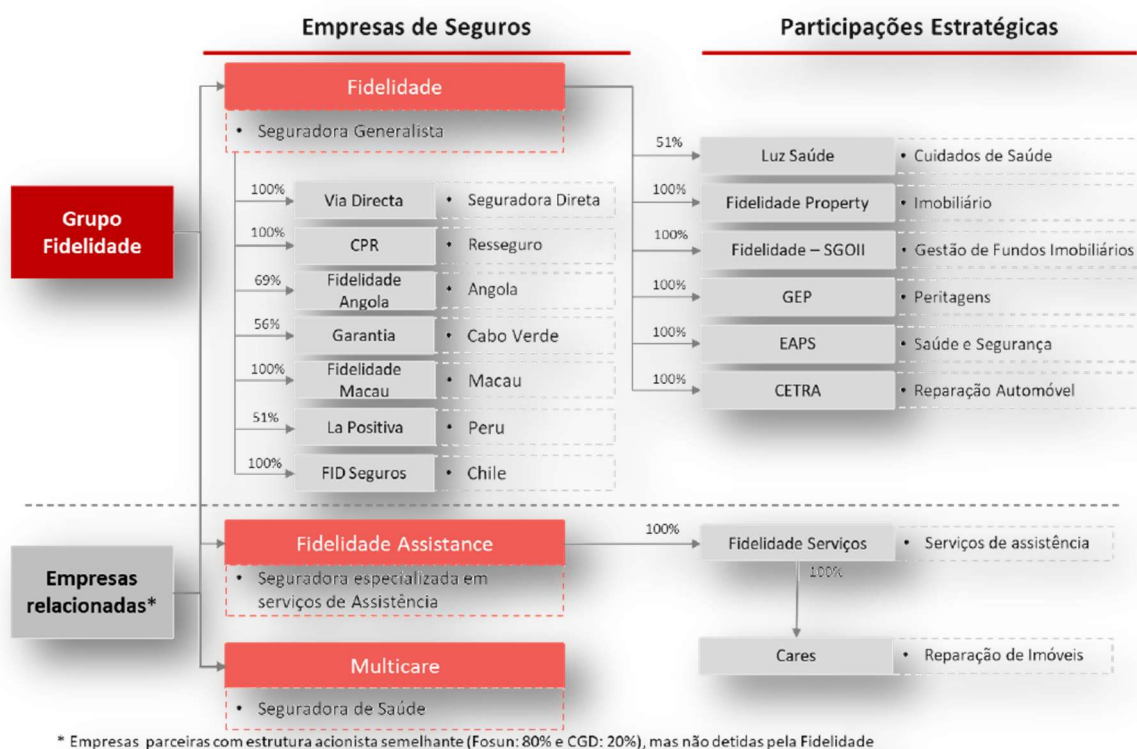 Empresas de Seguros
Participações Estratégicas
Grupo
Fidelidade
Fidelidade
• Seguradora Generalista
100%
Via Directa
• Seguradora Direta
100%
CPR
• Resseguro
69%
Fidelidade
Angola
• Angola
56%
Garantia
• Cabo Verde
100%
Fidelidade
Macau
• Macau
51%
La Positiva
• Peru
100%
FID Seguros
• Chile
51%
Luz Saúde
• Cuidados de Saúde
100%
Fidelidade Property
• Imobiliário
100%
Fidelidade – SGOII
• Gestão de Fundos Imobiliários
100%
GEP
• Peritagens
100%
EAPS
• Saúde e Segurança
100%
CETRA
• Reparação Automóvel
Empresas
relacionadas*
Fidelidade Assistance
• Seguradora especializada em
serviços de Assistência
100%
Fidelidade Serviços
• Serviços de assistência
100%
Cares
• Reparação de Imóveis
Multicare
• Seguradora de Saúde
* Empresas parceiras com estrutura acionista semelhante (Fosun: 80% e CGD: 20%), mas não detidas pela Fidelidade